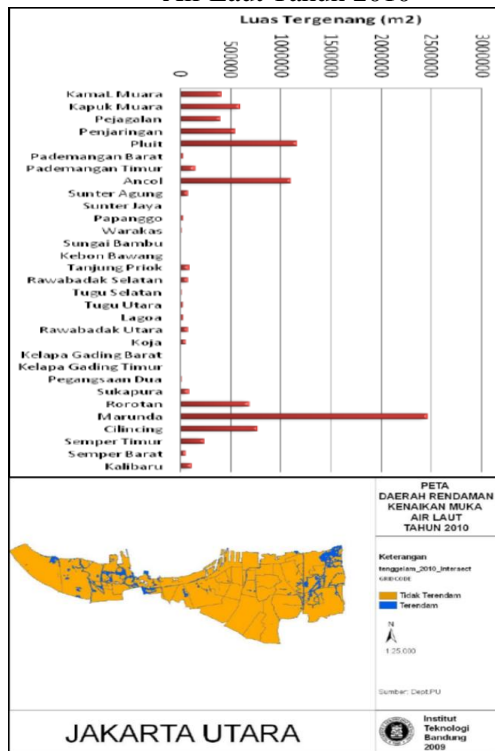 Air Laut Tahun 2010
Luas Tergenang (m2)
0
500000
1000000
1500000
2000000
2500000
3000000
Kamal Muara
Kapuk Muara
Pejagalan
Penjaringan
Pluit
Pademangan Barat
Pademangan Timur
Ancol
Sunter Agung
Sunter Jaya
Papanggo
Warakas
Sungai Bambu
Kebon Bawang
Tanjung Priok
Rawabadak Selatan
Tugu Selatan
Tugu Utara
Lagoa
Rawabadak Utara
Koja
Kelapa Gading Barat
Kelapa Gading Timur
Pegangsaan Dua
Sukapura
Rorotan
Marunda
Cilincing
Semper Timur
Semper Barat
Kalibaru
PETA
DAERAH RENDAMAN
KENAIKAN MUKA
AIR LAUT
TAHUN 2010
Keterangan
tenggelam_2010_Intersect
GRIDCODE
Tidak Terendam
Terendam
N
1:25.000
Sumber: Dept.PU
JAKARTA UTARA
Institut
Teknologi
Bandung
2009